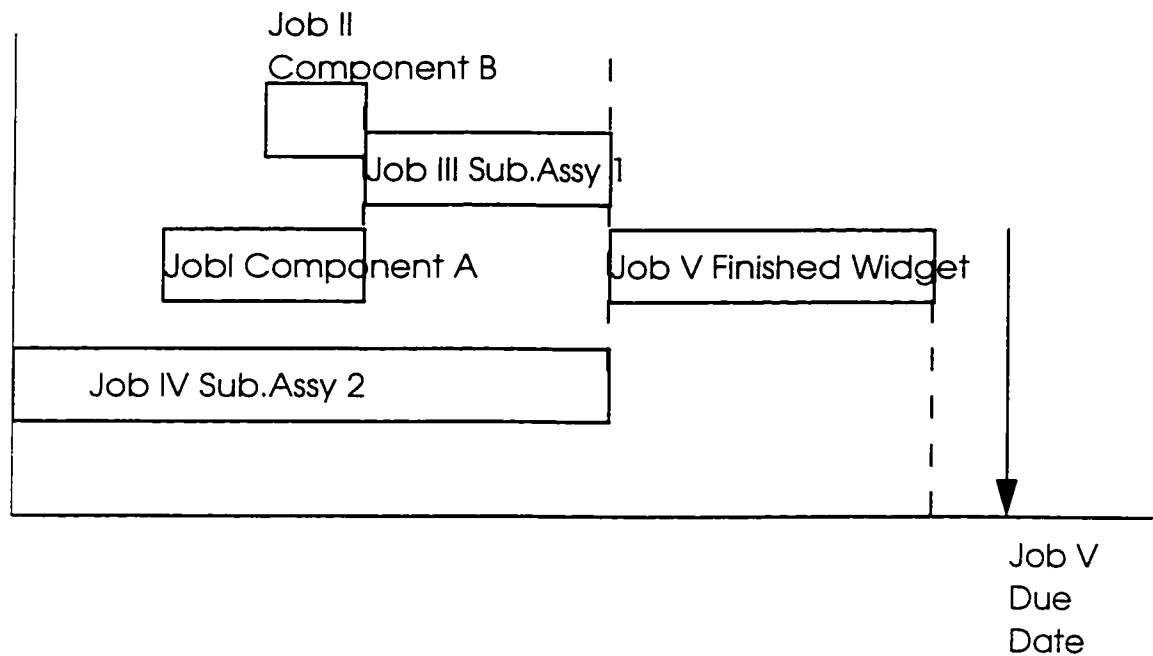 Job II
Component B
Job III Sub.Assy 1
JobI Component A
Job V Finished Widget
Job IV Sub.Assy 2
Job V
Due
Date